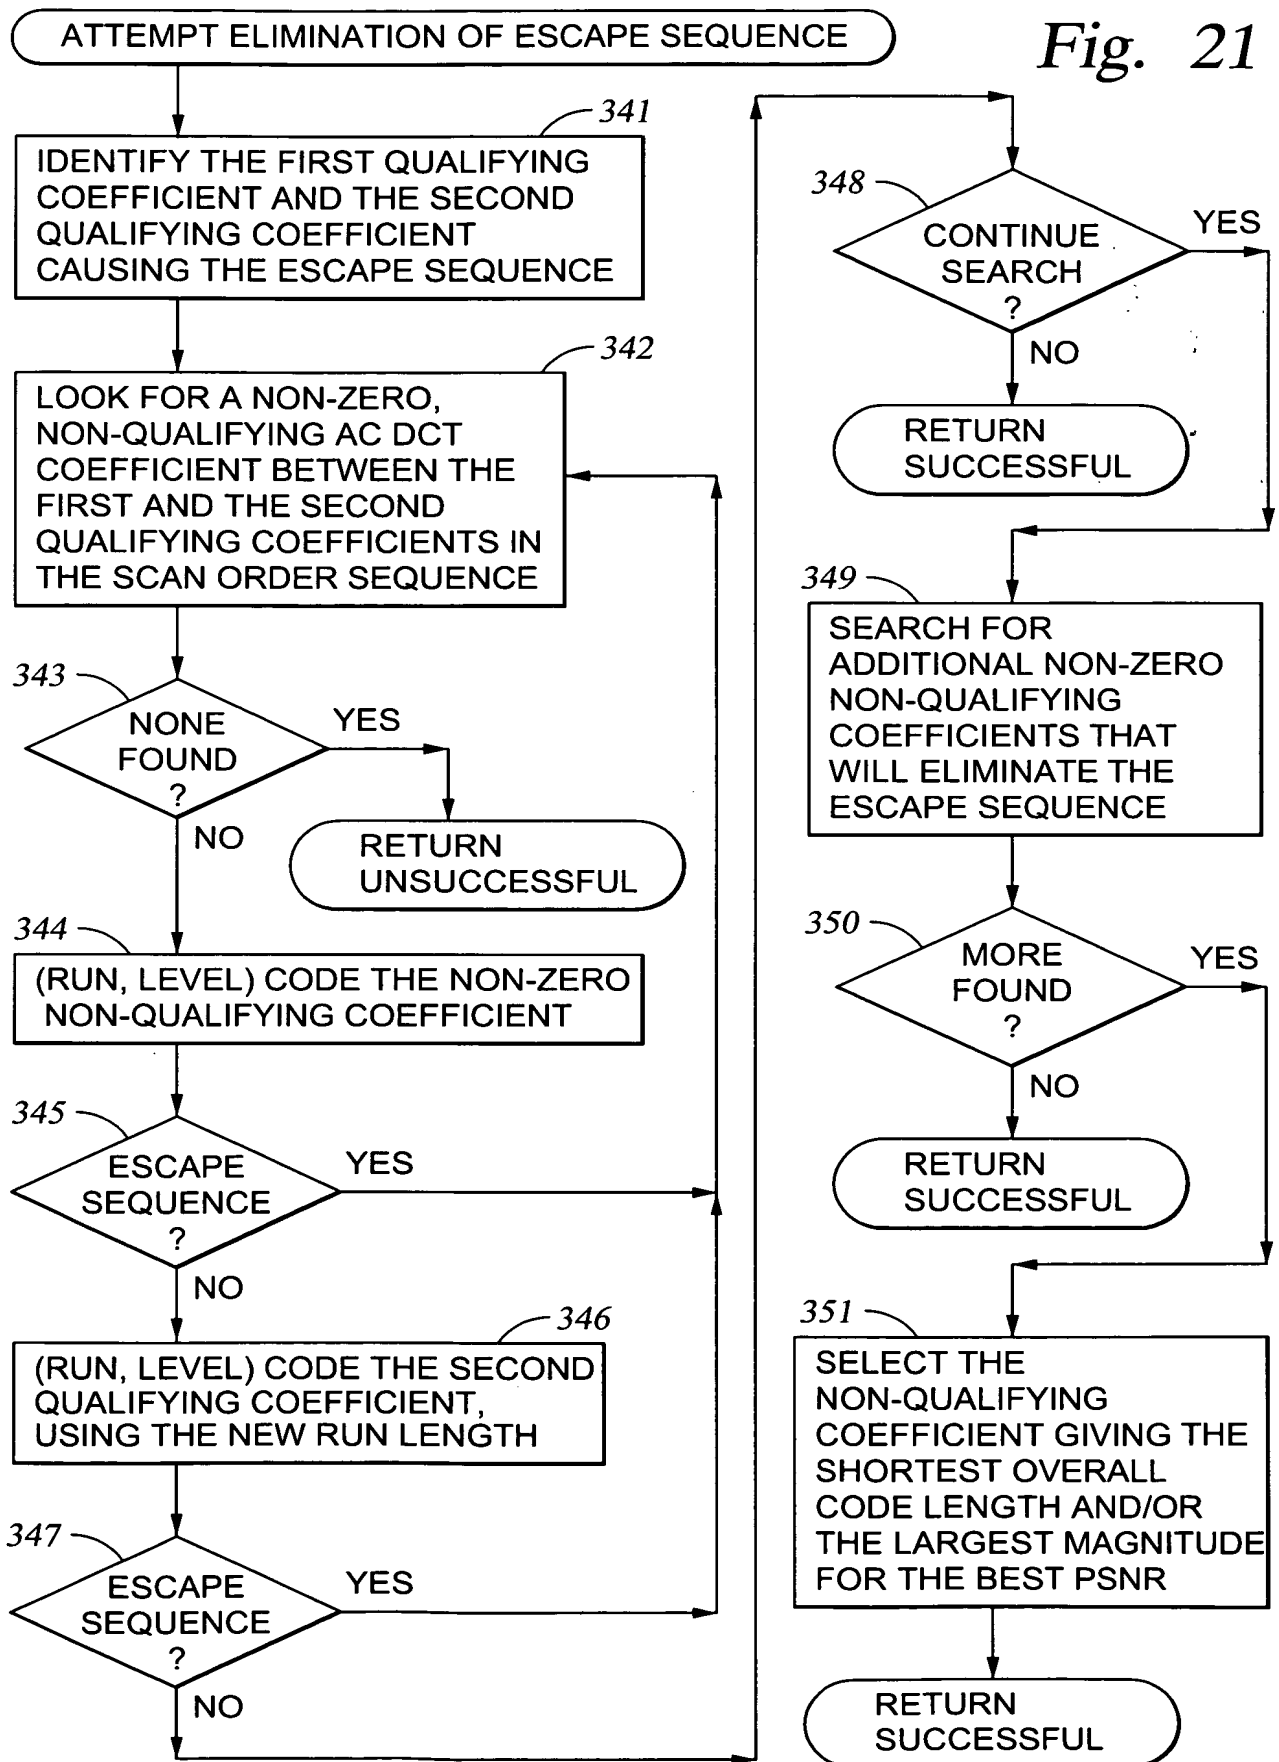 ATTEMPT ELIMINATION OF ESCAPE SEQUENCE
Fig. 21
341
IDENTIFY THE FIRST QUALIFYING
COEFFICIENT AND THE SECOND
QUALIFYING COEFFICIENT
CAUSING THE ESCAPE SEQUENCE
342
LOOK FOR A NON-ZERO,
NON-QUALIFYING AC DCT
COEFFICIENT BETWEEN THE
FIRST AND THE SECOND
QUALIFYING COEFFICIENTS IN
THE SCAN ORDER SEQUENCE
343
NONE
FOUND
?
YES
NO
RETURN
UNSUCCESSFUL
344
(RUN, LEVEL) CODE THE NON-ZERO
NON-QUALIFYING COEFFICIENT
345
ESCAPE
SEQUENCE
?
YES
NO
346
(RUN, LEVEL) CODE THE SECOND
QUALIFYING COEFFICIENT,
USING THE NEW RUN LENGTH
347
ESCAPE
SEQUENCE
?
YES
NO
348
CONTINUE
SEARCH
?
YES
NO
RETURN
SUCCESSFUL
349
SEARCH FOR
ADDITIONAL NON-ZERO
NON-QUALIFYING
COEFFICIENTS THAT
WILL ELIMINATE THE
ESCAPE SEQUENCE
350
MORE
FOUND
?
YES
NO
RETURN
SUCCESSFUL
351
SELECT THE
NON-QUALIFYING
COEFFICIENT GIVING THE
SHORTEST OVERALL
CODE LENGTH AND/OR
THE LARGEST MAGNITUDE
FOR THE BEST PSNR
RETURN
SUCCESSFUL